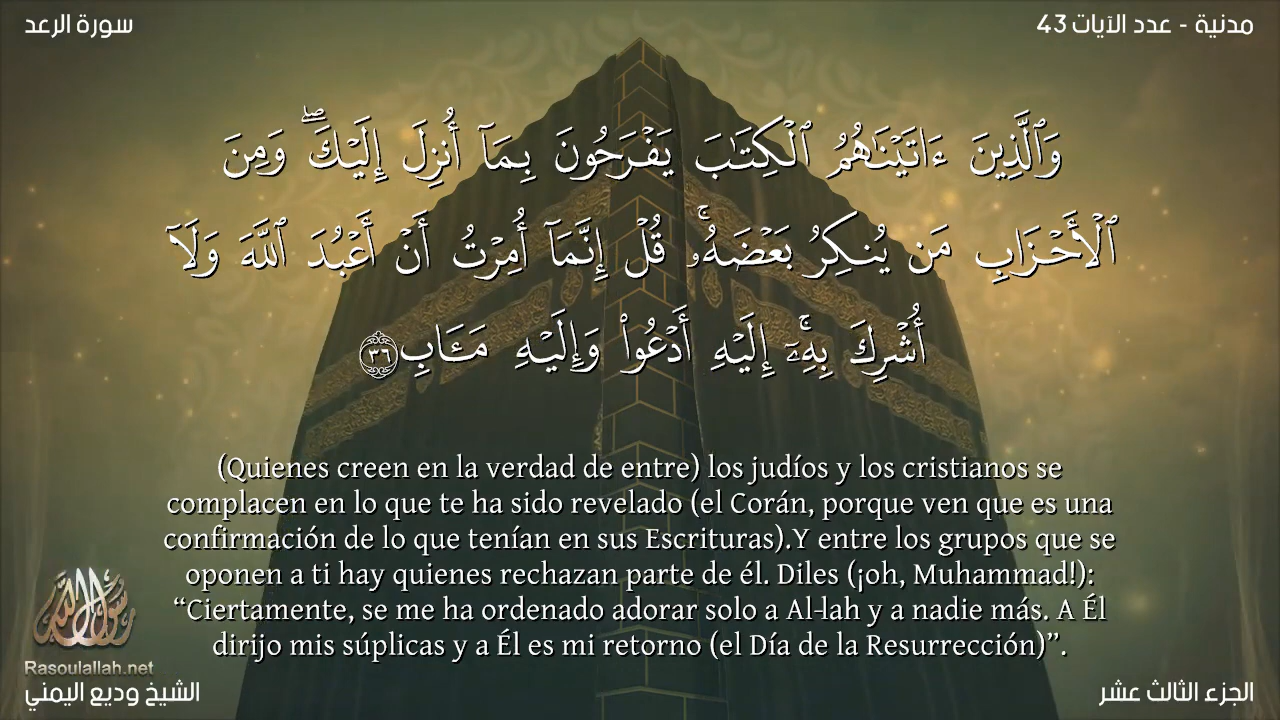 سورة الرعد
مدنية - عدد الآيات 43
وَٱلَّذِينَ ءَاتَيْنَٰهُمُ ٱلْكِتَٰبَ يَفْرَحُونَ بِمَآ أُنزِلَ إِلَيْكَ ۖ وَمِنَ
ٱلْأَحْزَابِ مَن يُنكِرُ بَعْضَهُۥ ۚ قُلْ إِنَّمَآ أُمِرْتُ أَنْ أَعْبُدَ ٱللَّهَ وَلَآ
أُشْرِكَ بِهِۦٓ ۚ إِلَيْهِ أَدْعُوا۟ وَإِلَيْهِ مَـَٔابِ ٣٦
(Quienes creen en la verdad de entre) los judíos y los cristianos se
complacen en lo que te ha sido revelado (el Corán, porque ven que es una
confirmación de lo que tenían en sus Escrituras).Y entre los grupos que se
oponen a ti hay quienes rechazan parte de él. Diles (¡oh, Muhammad!):
“Ciertamente, se me ha ordenado adorar solo a Al-lah y a nadie más. A Él
dirijo mis súplicas y a Él es mi retorno (el Día de la Resurrección)”.
رسول الله
Rasoulallah.net
الشيخ وديع اليمني
الجزء الثالث عشر